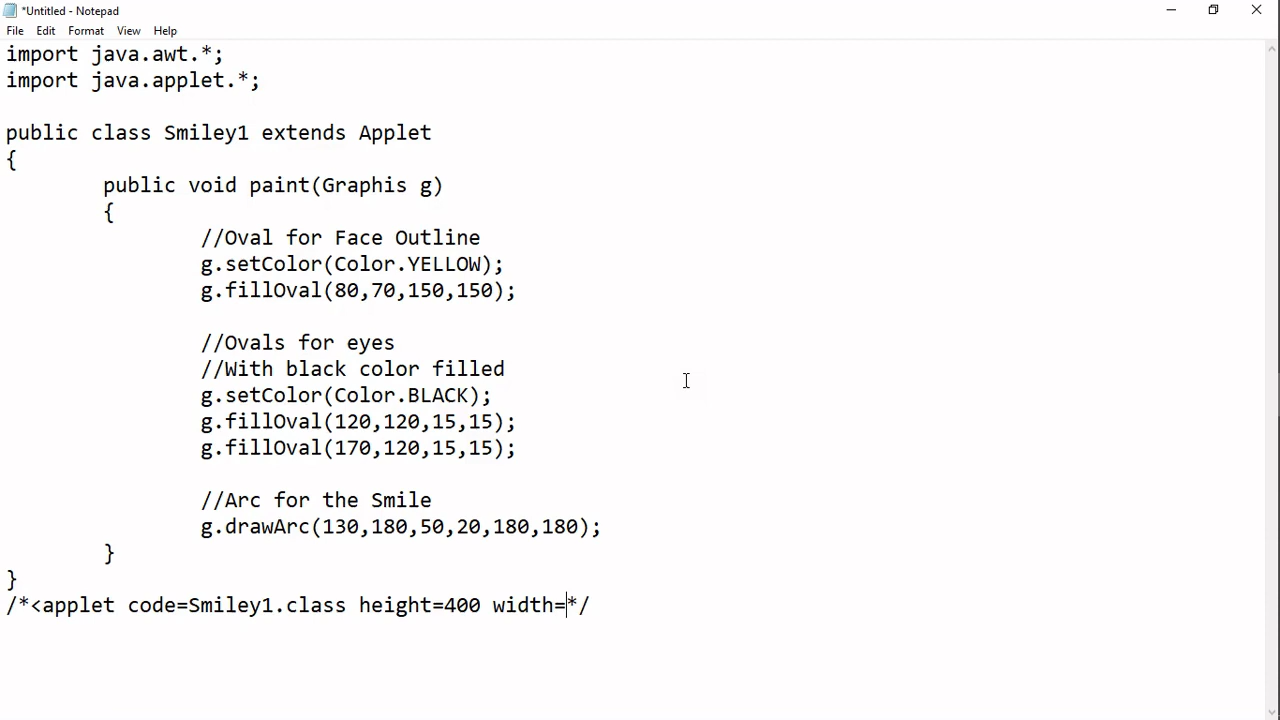 *Untitled - Notepad
File Edit Format View Help
import java.awt.*;
import java.applet.*;
public class Smiley1 extends Applet
{
public void paint(Graphis g)
{
//Oval for Face Outline
g.setColor(Color.YELLOW);
g.fillOval(80,70,150,150);
//Ovals for eyes
//With black color filled
g.setColor(Color.BLACK);
g.fillOval(120,120,15,15);
g.fillOval(170,120,15,15);
//Arc for the Smile
g.drawArc(130,180,50,20,180,180);
}
}
/*<applet code=Smiley1.class height=400 width=*/